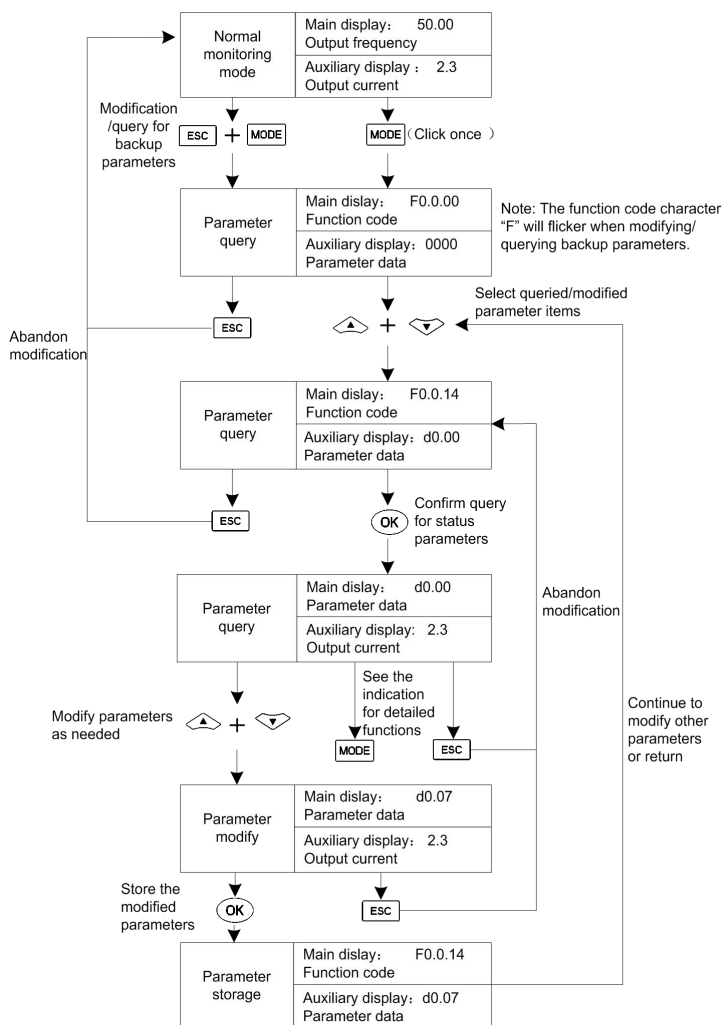 Normal
monitoring
mode
Main display： 50.00
Output frequency
Auxiliary display： 2.3
Output current
Modification
/query for
backup
parameters
ESC + MODE
MODE（Click once ）
Parameter
query
Main dislay： F0.0.00
Function code
Auxiliary display：0000
Parameter data
Note: The function code character
“F” will flicker when modifying/
querying backup parameters.
ESC
+
Select queried/modified
parameter items
Abandon
modification
Parameter
query
Main dislay： F0.0.14
Function code
Auxiliary display：d0.00
Parameter data
ESC
OK
Confirm query
for status
parameters
Parameter
query
Main dislay： d0.00
Parameter data
Auxiliary display: 2.3
Output current
Abandon
modification
Modify parameters
as needed
+
See the
indication
for detailed
functions
MODE
ESC
Continue to
modify other
parameters
or return
Parameter
modify
Main dislay： d0.07
Parameter data
Auxiliary display： 2.3
Output current
Store the
modified
parameters
OK
ESC
Parameter
storage
Main dislay： F0.0.14
Function code
Auxiliary display：d0.07
Parameter data